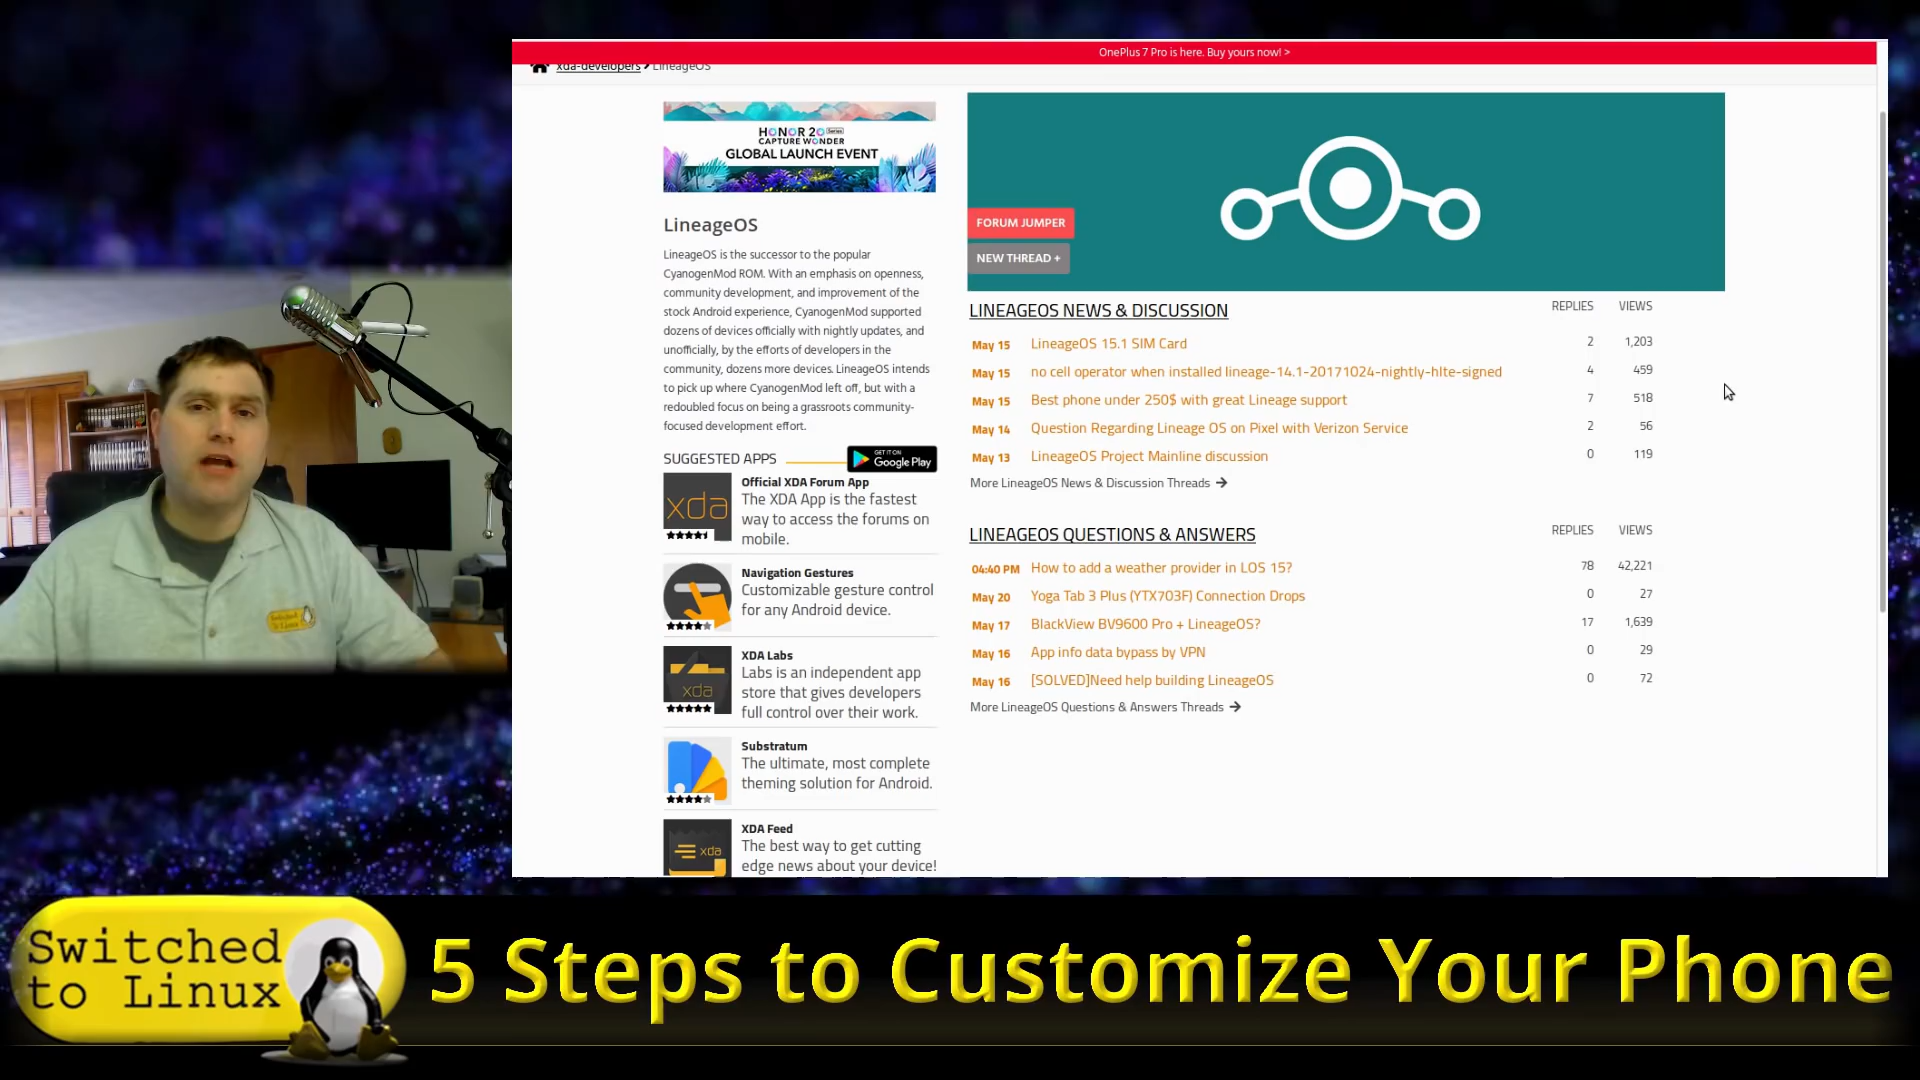 OnePlus 7 Pro is here. Buy yours now! >
xda-developers > LineageOS
HONOR 20 Series
CAPTURE WONDER
GLOBAL LAUNCH EVENT
LineageOS
LineageOS is the successor to the popular
CyanogenMod ROM. With an emphasis on openness,
community development, and improvement of the
stock Android experience, CyanogenMod supported
dozens of devices officially with nightly updates, and
unofficially, by the efforts of developers in the
community, dozens more devices. LineageOS intends
to pick up where CyanogenMod left off, but with a
redoubled focus on being a grassroots community-
focused development effort.
SUGGESTED APPS
GET IT ON
Google Play
xda
Official XDA Forum App
The XDA App is the fastest
way to access the forums on
mobile.
Navigation Gestures
Customizable gesture control
for any Android device.
xda
XDA Labs
Labs is an independent app
store that gives developers
full control over their work.
Substratum
The ultimate, most complete
theming solution for Android.
xda
XDA Feed
The best way to get cutting
edge news about your device!
FORUM JUMPER
NEW THREAD +
LINEAGEOS NEWS & DISCUSSION REPLIES VIEWS
May 15 LineageOS 15.1 SIM Card 2 1,203
May 15 no cell operator when installed lineage-14.1-20171024-nightly-hlte-signed 4 459
May 15 Best phone under 250$ with great Lineage support 7 518
May 14 Question Regarding Lineage OS on Pixel with Verizon Service 2 56
May 13 LineageOS Project Mainline discussion 0 119
More LineageOS News & Discussion Threads →
LINEAGEOS QUESTIONS & ANSWERS REPLIES VIEWS
04:40 PM How to add a weather provider in LOS 15? 78 42,221
May 20 Yoga Tab 3 Plus (YTX703F) Connection Drops 0 27
May 17 BlackView BV9600 Pro + LineageOS? 17 1,639
May 16 App info data bypass by VPN 0 29
May 16 [SOLVED]Need help building LineageOS 0 72
More LineageOS Questions & Answers Threads →
Switched
to Linux
5 Steps to Customize Your Phone